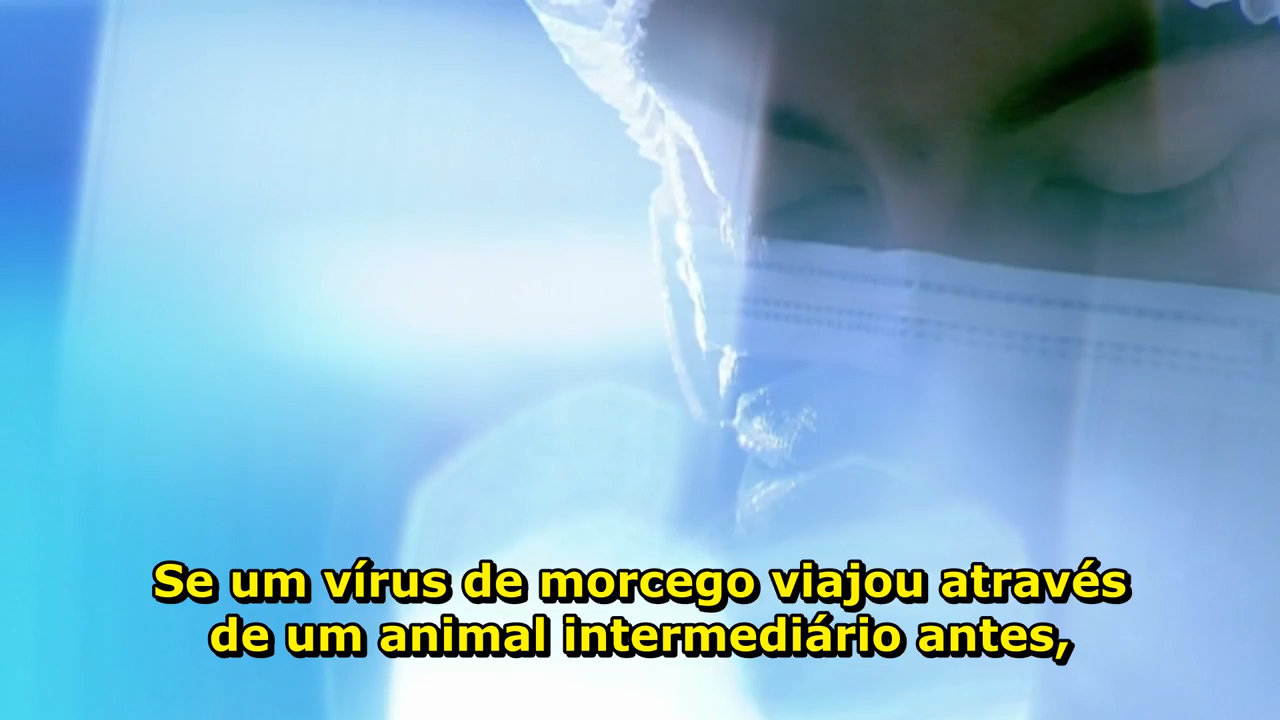 Se um vírus de morcego viajou através
de um animal intermediário antes,